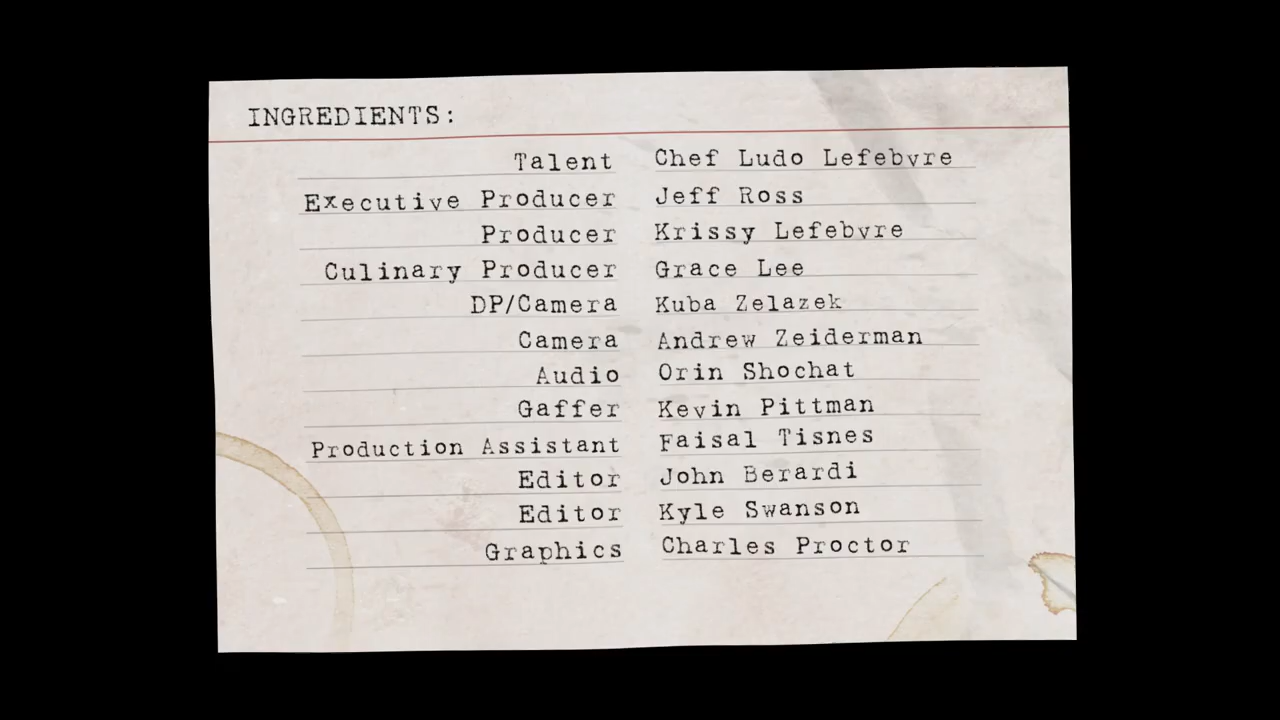 INGREDIENTS:
Talent Chef Ludo Lefebvre
Executive Producer Jeff Ross
Producer Krissy Lefebvre
Culinary Producer Grace Lee
DP/Camera Kuba Zelazek
Camera Andrew Zeiderman
Audio Orin Shochat
Gaffer Kevin Pittman
Production Assistant Faisal Tisnes
Editor John Berardi
Editor Kyle Swanson
Graphics Charles Proctor